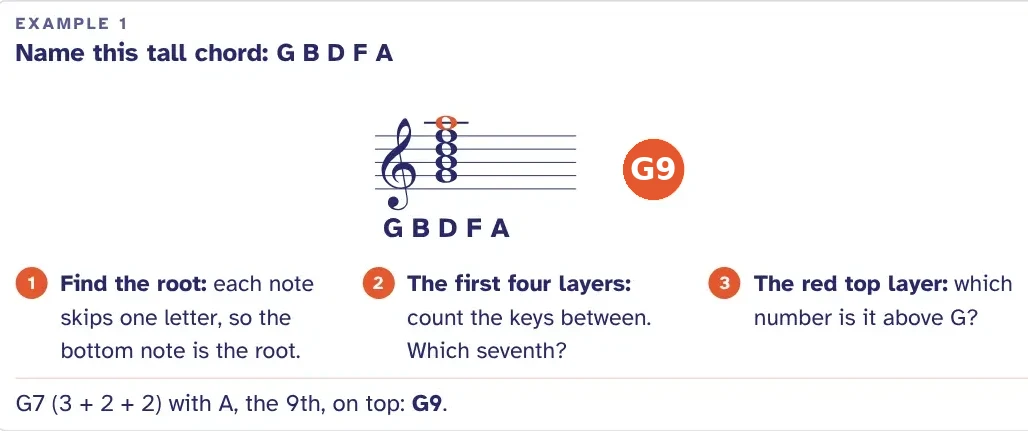 EXAMPLE 1
Name this tall chord: G B D F A
G9
G B D F A
1 Find the root: each note
skips one letter, so the
bottom note is the root.
2 The first four layers:
count the keys between.
Which seventh?
3 The red top layer: which
number is it above G?
G7 (3 + 2 + 2) with A, the 9th, on top: G9.